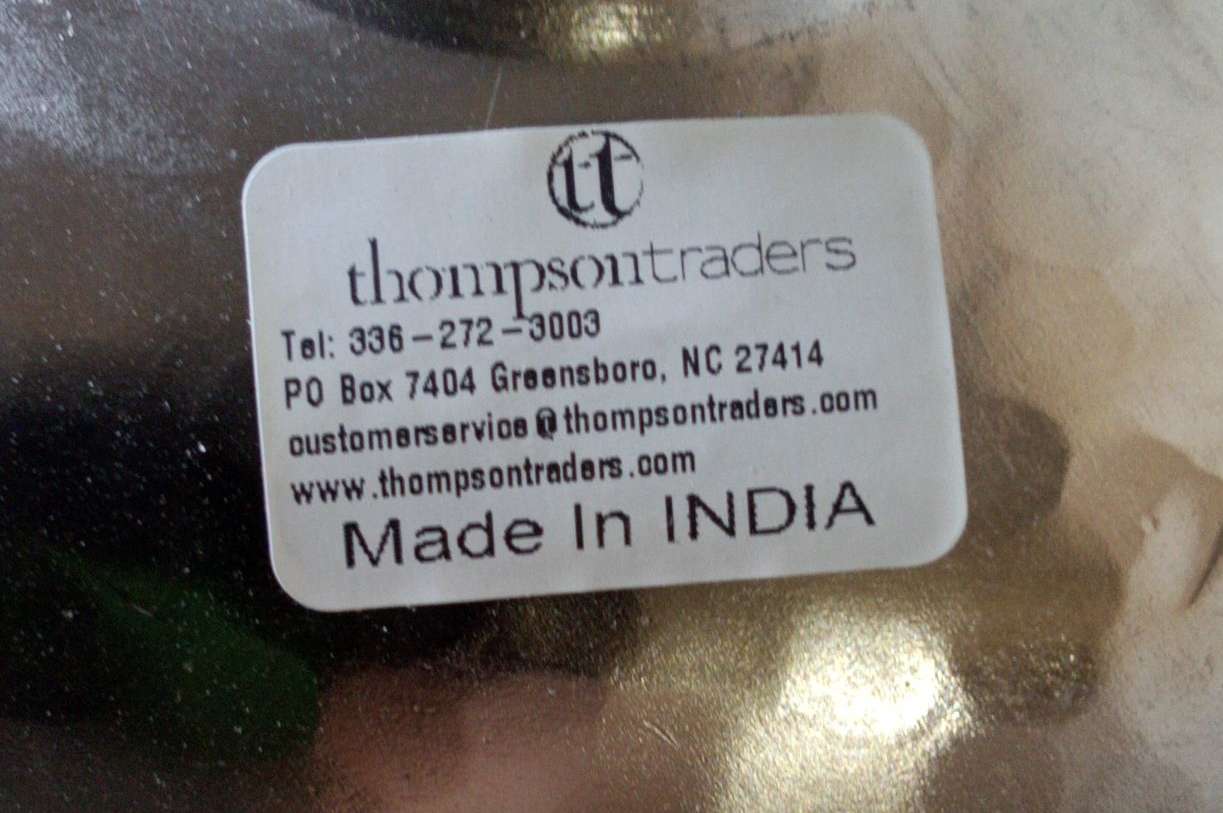 tt
thompsontraders
Tel: 336-272-3003
PO Box 7404 Greensboro, NC 27414
customerservice@thompsontraders.com
www.thompsontraders.com
Made In INDIA